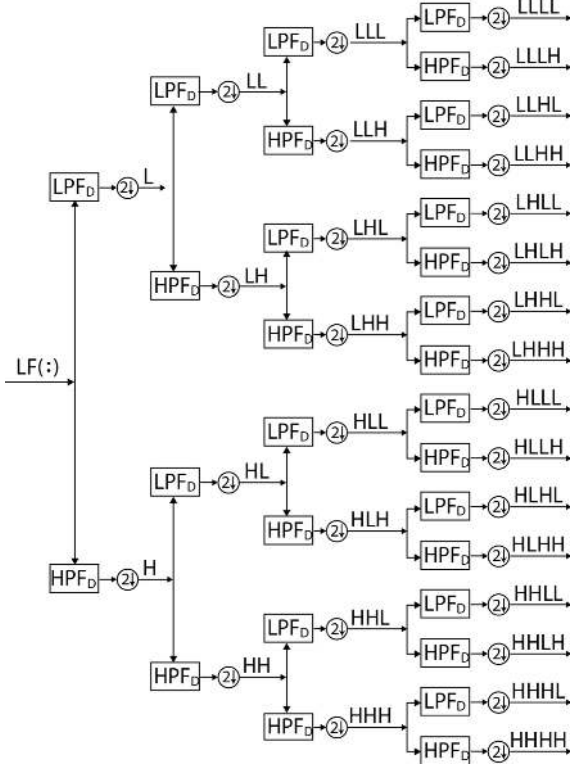 LF(:)
LPF_D 2↓ L
HPF_D 2↓ H
LPF_D 2↓ LL
HPF_D 2↓ LH
LPF_D 2↓ HL
HPF_D 2↓ HH
LPF_D 2↓ LLL
HPF_D 2↓ LLH
LPF_D 2↓ LHL
HPF_D 2↓ LHH
LPF_D 2↓ HLL
HPF_D 2↓ HLH
LPF_D 2↓ HHL
HPF_D 2↓ HHH
LPF_D 2↓ LLLL
HPF_D 2↓ LLLH
LPF_D 2↓ LLHL
HPF_D 2↓ LLHH
LPF_D 2↓ LHLL
HPF_D 2↓ LHLH
LPF_D 2↓ LHHL
HPF_D 2↓ LHHH
LPF_D 2↓ HLLL
HPF_D 2↓ HLLH
LPF_D 2↓ HLHL
HPF_D 2↓ HLHH
LPF_D 2↓ HHLL
HPF_D 2↓ HHLH
LPF_D 2↓ HHHL
HPF_D 2↓ HHHH